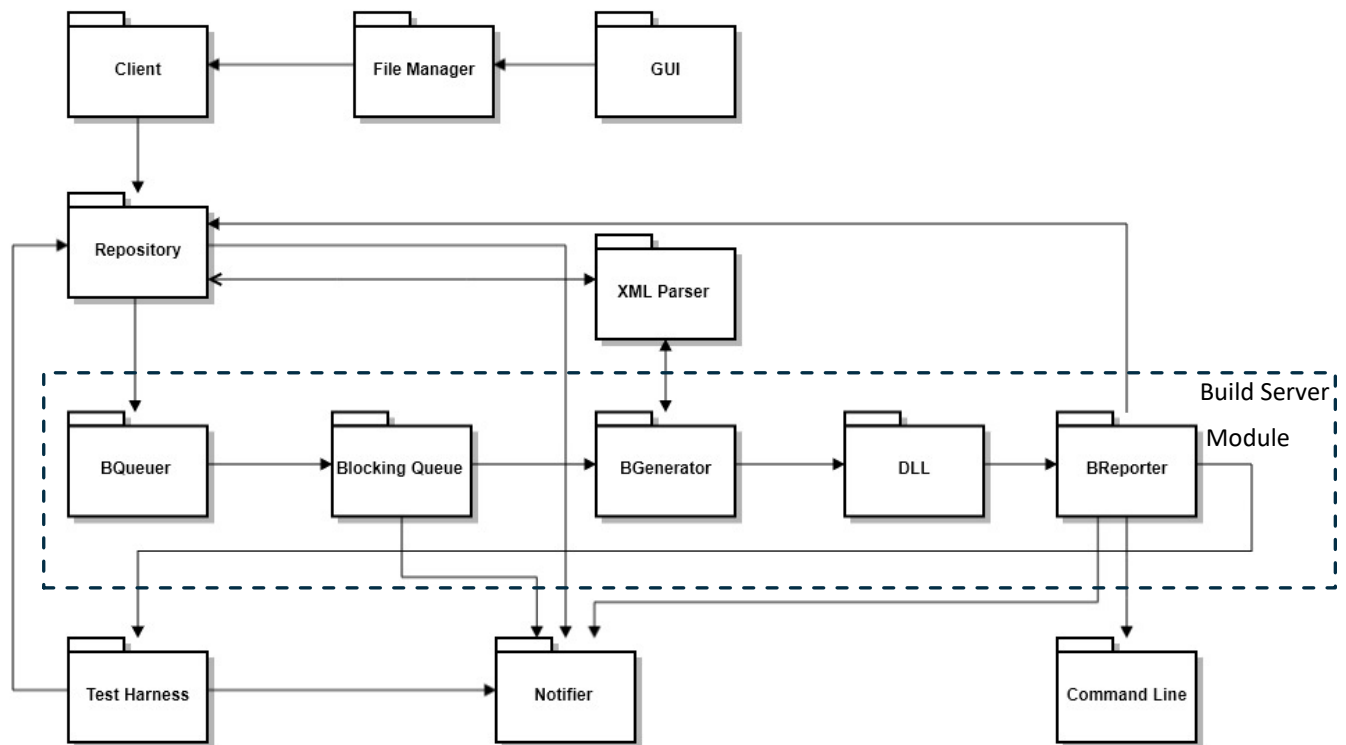 Client
File Manager
GUI
Repository
XML Parser
Build Server
Module
BQueuer
Blocking Queue
BGenerator
DLL
BReporter
Test Harness
Notifier
Command Line